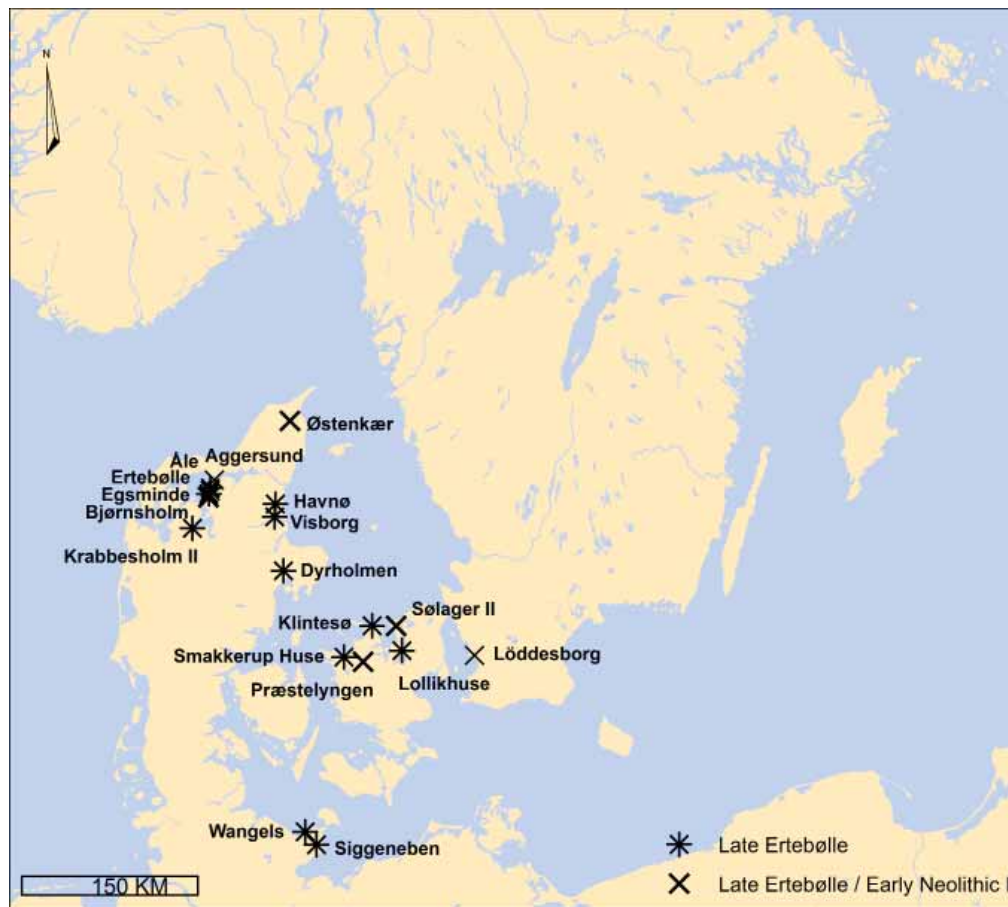 N
Østenkær
Åle Aggersund
Ertebølle
Egsminde
Bjørnsholm
Havnø
Visborg
Krabbesholm II
Dyrholmen
Sølager II
Klintesø
Smakkerup Huse
Löddesborg
Lollikhuse
Præstelyngen
Wangels
Siggeneben
Late Ertebølle
150 KM
Late Ertebølle / Early Neolithic